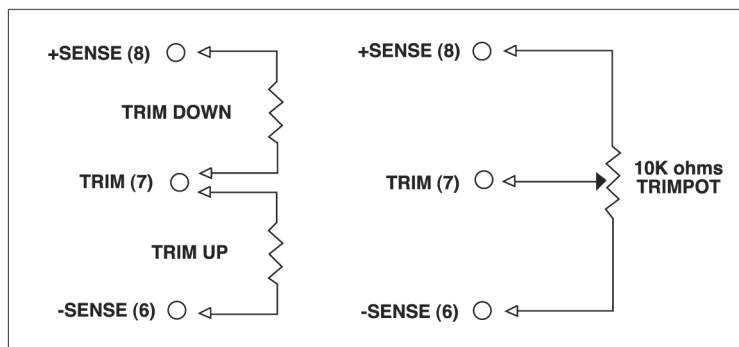 +SENSE (8)
TRIM DOWN
TRIM (7)
TRIM UP
-SENSE (6)
+SENSE (8)
TRIM (7)
10K ohms
TRIMPOT
-SENSE (6)